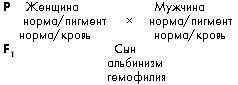 P Женщина Мужчина
норма/пигмент × норма/пигмент
норма/кровь норма/кровь
F₁ Сын
альбинизм
гемофилия